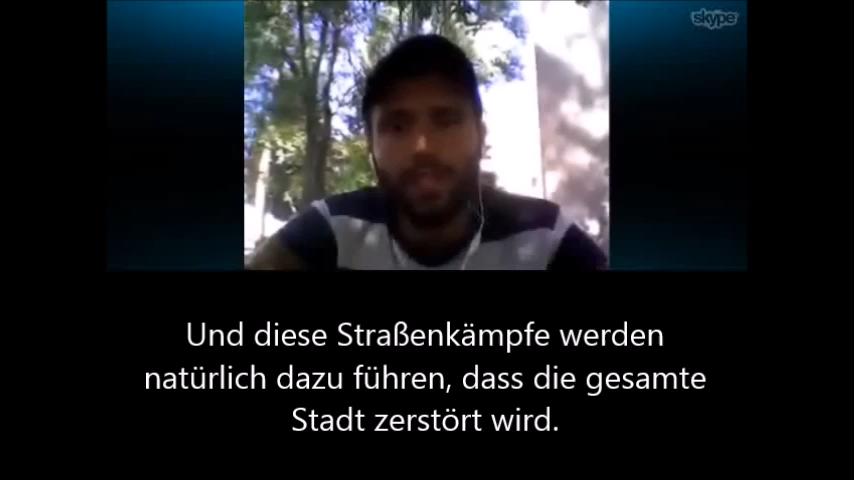 skype
Und diese Straßenkämpfe werden
natürlich dazu führen, dass die gesamte
Stadt zerstört wird.